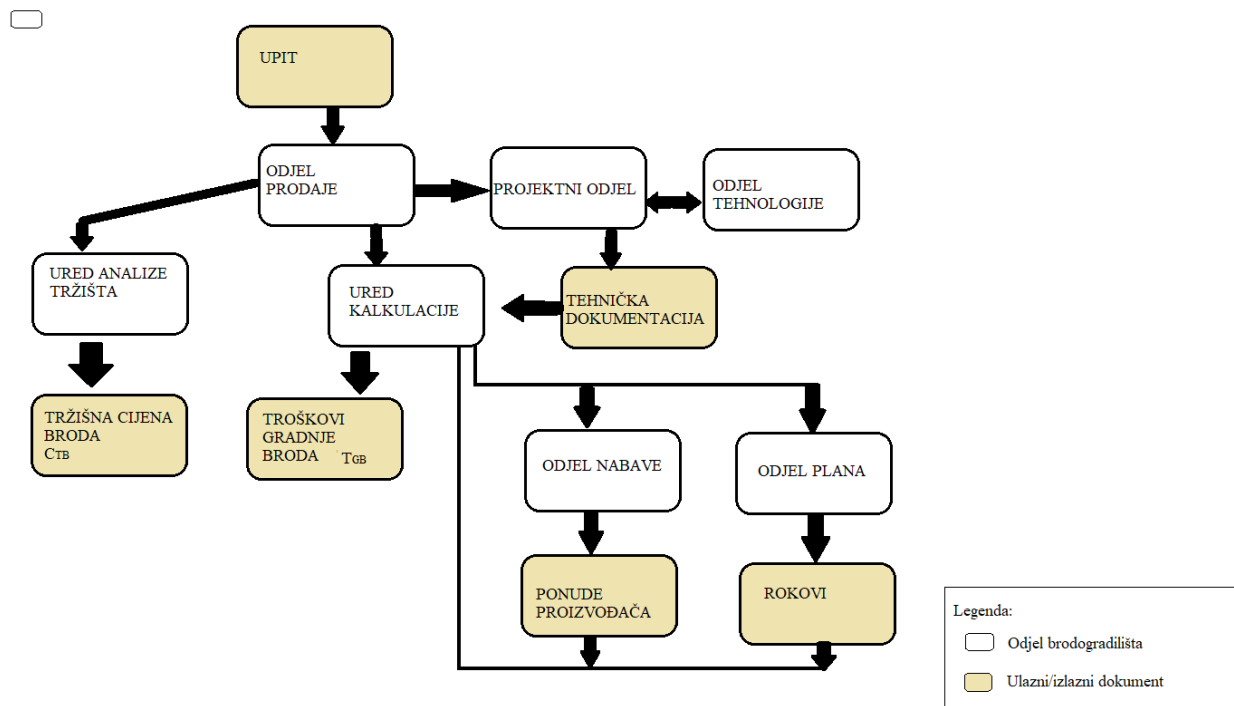 UPIT
ODJEL
PRODAJE
PROJEKTNI ODJEL
ODJEL
TEHNOLOGIJE
URED ANALIZE
TRŽIŠTA
URED
KALKULACIJE
TEHNIČKA
DOKUMENTACIJA
TRŽIŠNA CIJENA
BRODA
CTB
TROŠKOVI
GRADNJE
BRODA TGB
ODJEL NABAVE
ODJEL PLANA
PONUDE
PROIZVOĐAČA
ROKOVI
Legenda:
Odjel brodogradilišta
Ulazni/izlazni dokument